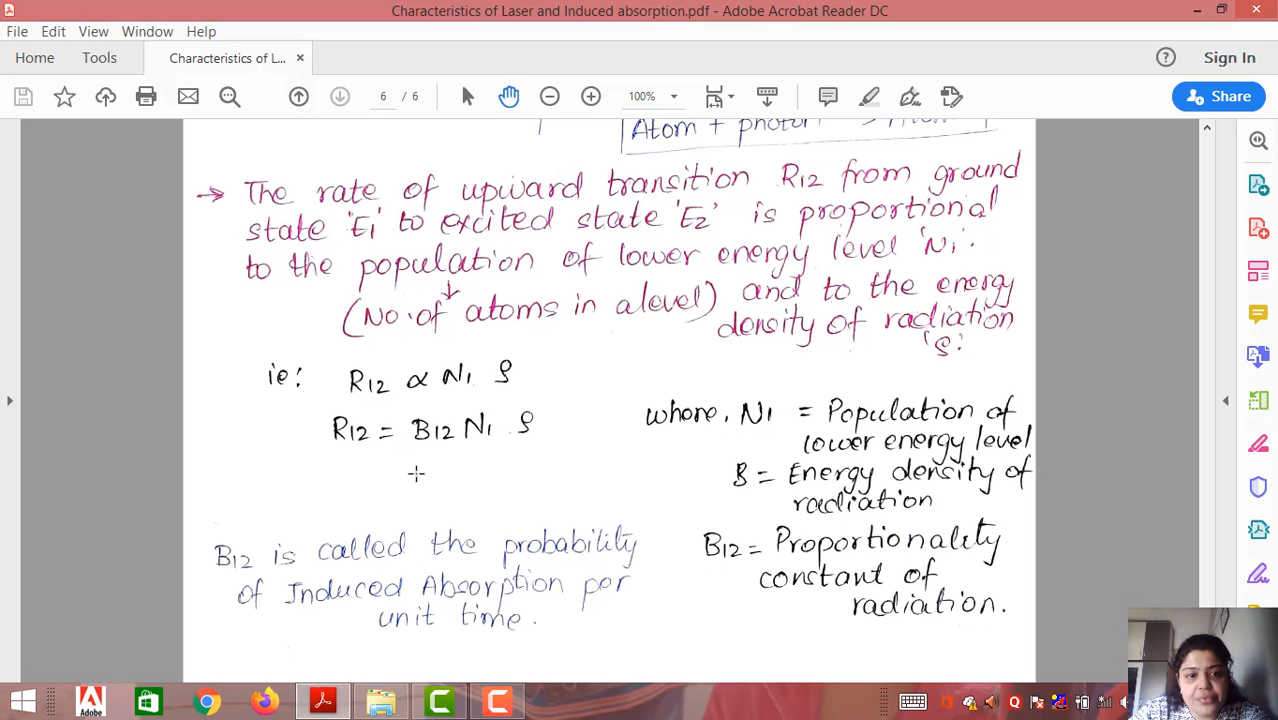 Characteristics of Laser and Induced absorption.pdf - Adobe Acrobat Reader DC
File Edit View Window Help
Home Tools Characteristics of L... × Sign In
6 / 6 100% Share
Atom + photon
→ The rate of upward transition R12 from ground
state 'E1' to excited state 'E2' is proportional
to the population of lower energy level 'N1'.
(No. of atoms in a level) and to the energy
density of radiation
'ρ'.
ie: R12 ∝ N1 ρ
R12 = B12 N1 ρ
where, N1 = Population of
lower energy level
ρ = Energy density of
radiation
B12 = Proportionality
constant of
radiation.
B12 is called the probability
of Induced Absorption per
unit time.
Adobe